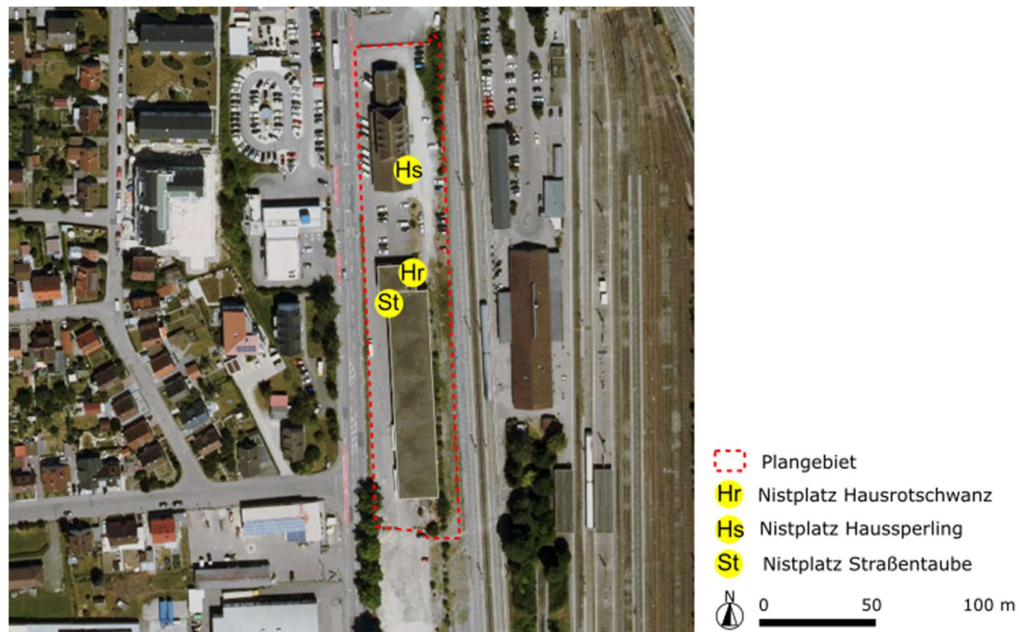 Hs
Hr
St
Plangebiet
Hr Nistplatz Hausrotschwanz
Hs Nistplatz Haussperling
St Nistplatz Straßentaube
N
0 50 100 m